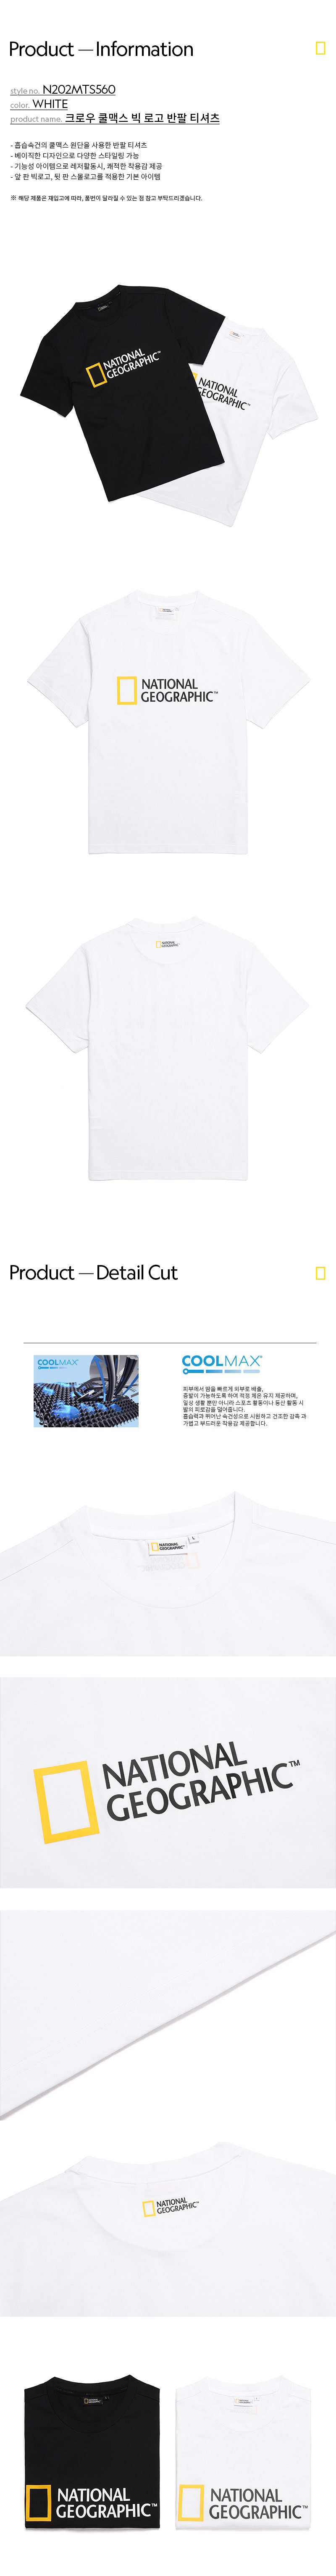 Product — Information
style no. N202MTS560
color. WHITE
product name. 크로우 쿨맥스 빅 로고 반팔 티셔츠
- 흡습속건의 쿨맥스 원단을 사용한 반팔 티셔츠
- 베이직한 디자인으로 다양한 스타일링 가능
- 기능성 아이템으로 레저활동시, 쾌적한 착용감 제공
- 앞 판 빅로고, 뒷 판 스몰로고를 적용한 기본 아이템
※ 해당 제품은 재입고에 따라, 품번이 달라질 수 있는 점 참고 부탁드리겠습니다.
NATIONAL
GEOGRAPHIC™
NATIONAL
GEOGRAPHIC™
NATIONAL
GEOGRAPHIC™
NATIONAL
GEOGRAPHIC
Product — Detail Cut
COOLMAX
COOLMAX
피부에서 땀을 빠르게 외부로 배출,
증발이 가능하도록 하여 적정 체온 유지 제공하며,
일상 생활 뿐만 아니라 스포츠 활동이나 등산 활동 시
발의 피로감을 덜어줍니다.
흡습력과 뛰어난 속건성으로 시원하고 건조한 감촉 과
가볍고 부드러운 착용감 제공합니다.
NATIONAL
GEOGRAPHIC
L
NATIONAL
GEOGRAPHIC™
NATIONAL
GEOGRAPHIC™
NATIONAL
GEOGRAPHIC™
NATIONAL
GEOGRAPHIC™